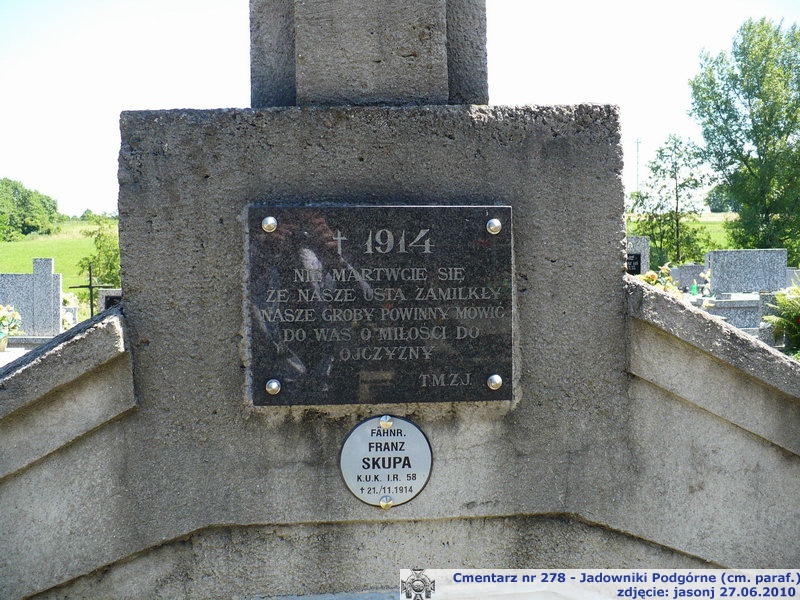 † 1914
NIE MARTWCIE SIE
ŻE NASZE USTA ZAMILKŁY
NASZE GROBY POWINNY MÓWIĆ
DO WAS O MIŁOŚCI DO
OJCZYZNY
T.M.Z.J.
FÄHNR.
FRANZ
SKUPA
K.U.K. I.R. 58
† 21./11.1914
Cmentarz nr 278 - Jadowniki Podgórne (cm. paraf.)
zdjęcie: jasonj 27.06.2010